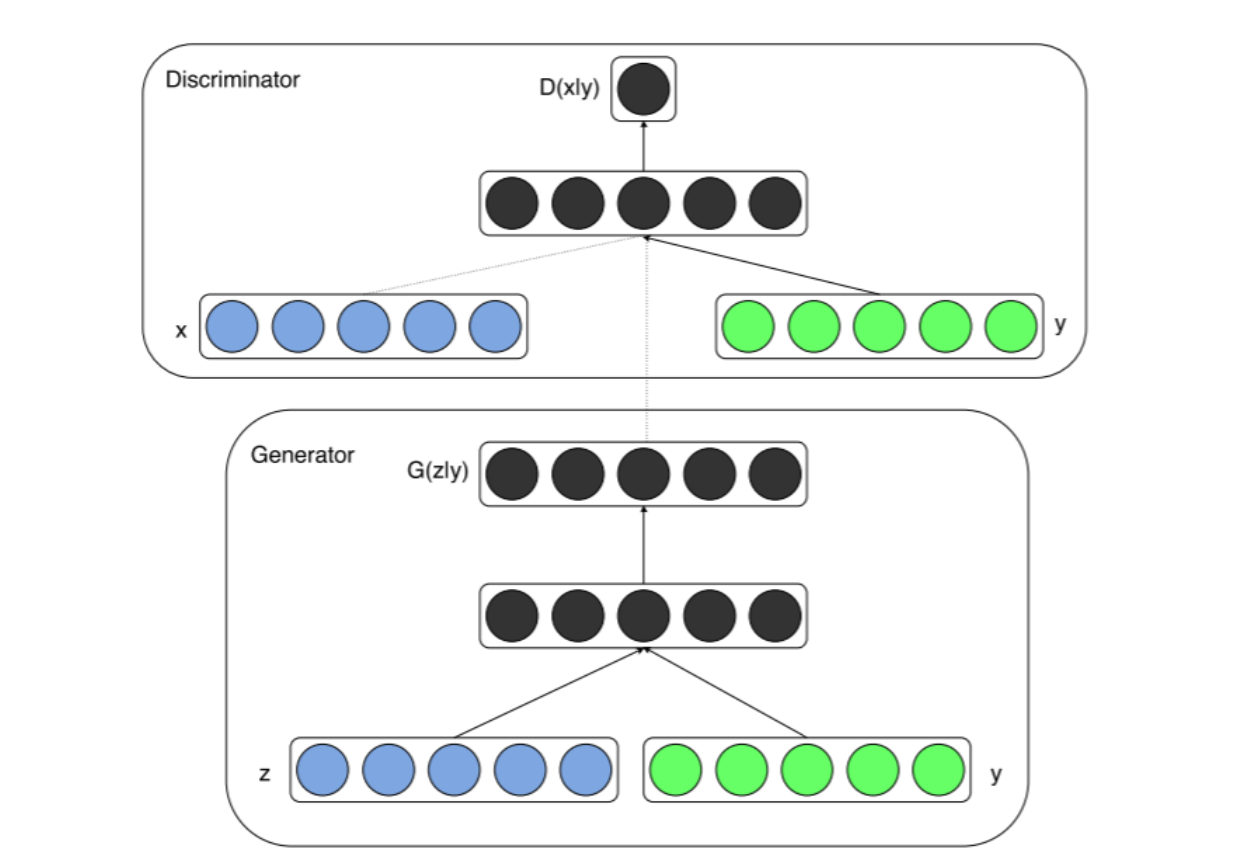 Discriminator
D(x|y)
x
y
Generator
G(z|y)
z
y